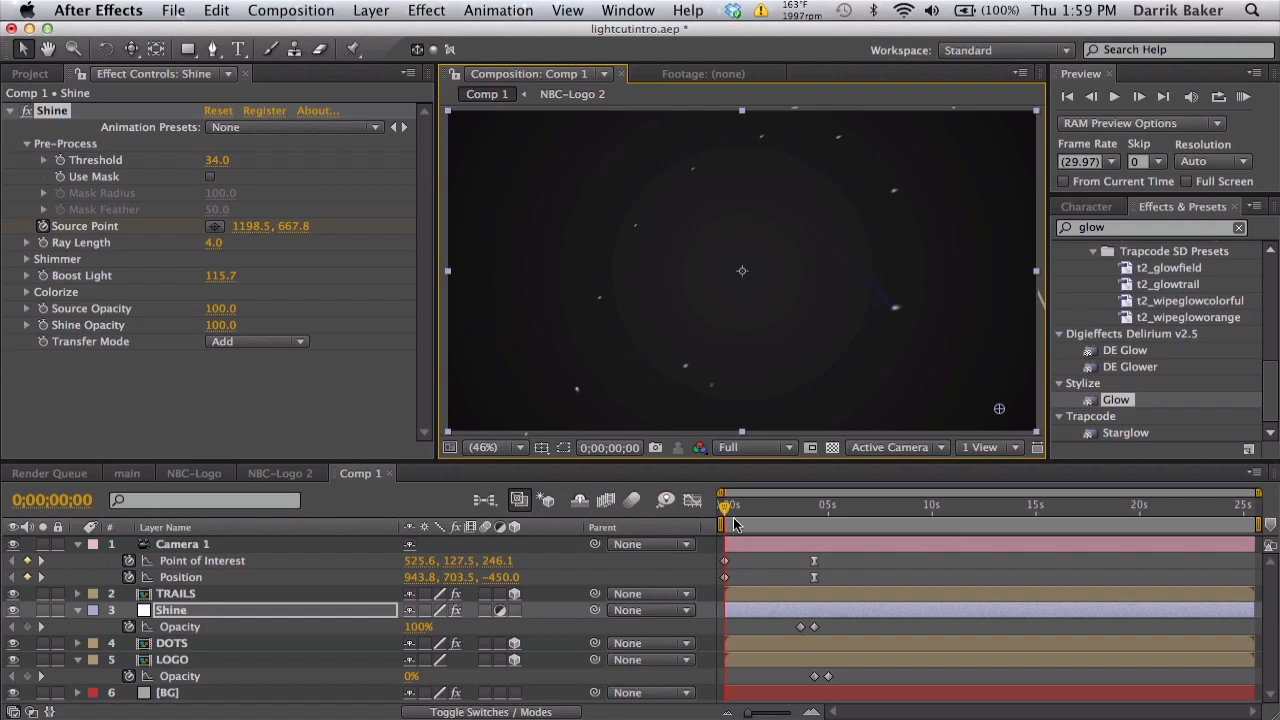 After Effects File Edit Composition Layer Effect Animation View Window Help 163°F 1997rpm (100%) Thu 1:59 PM Darrik Baker
lightcutintro.aep *
Workspace: Standard Search Help
Project Effect Controls: Shine Composition: Comp 1 Footage: (none) Preview
Comp 1 • Shine
Comp 1 NBC-Logo 2
fx Shine Reset Register About...
Animation Presets: None
RAM Preview Options
Pre-Process
Frame Rate Skip Resolution
Threshold 34.0
(29.97) 0 Auto
Use Mask
From Current Time Full Screen
Mask Radius 100.0
Mask Feather 50.0
Character Effects & Presets
Source Point 1198.5, 667.8
glow
Ray Length 4.0
Trapcode SD Presets
Shimmer
t2_glowfield
Boost Light 115.7
t2_glowtrail
Colorize
t2_wipeglowcolorful
Source Opacity 100.0
t2_wipegloworange
Shine Opacity 100.0
Digieffects Delirium v2.5
Transfer Mode Add
DE Glow
DE Glower
Stylize
Glow
Trapcode
Starglow
(46%) 0;00;00;00 Full Active Camera 1 View
Render Queue main NBC-Logo NBC-Logo 2 Comp 1
0;00;00;00
05s 10s 15s 20s 25s
# Layer Name fx Parent
1 Camera 1 None
Point of Interest 525.6, 127.5, 246.1
Position 943.8, 703.5, -450.0
2 TRAILS fx None
3 Shine fx None
Opacity 100%
4 DOTS fx None
5 LOGO None
Opacity 0%
6 [BG] fx None
Toggle Switches / Modes